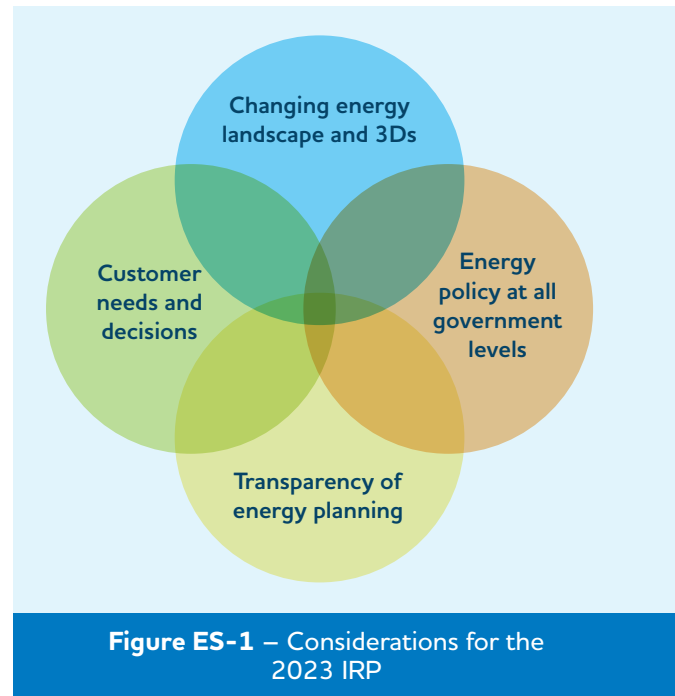 Changing energy
landscape and 3Ds
Customer
needs and
decisions
Energy
policy at all
government
levels
Transparency of
energy planning
Figure ES-1 – Considerations for the
2023 IRP